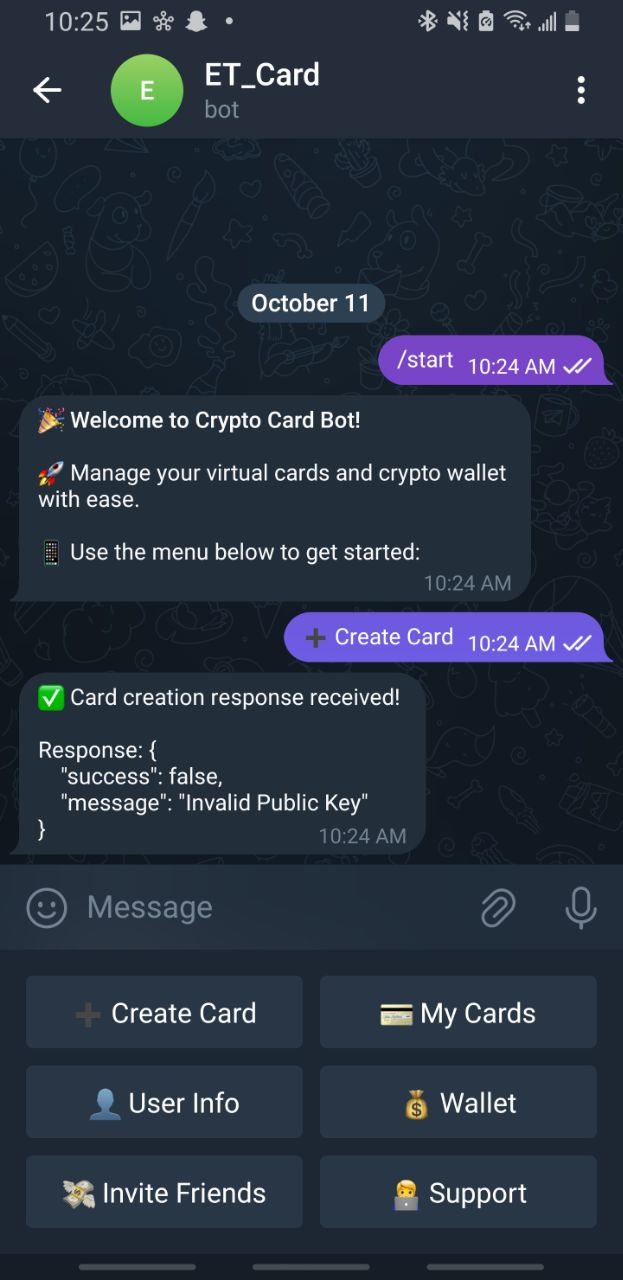 10:25
E
ET_Card
bot
October 11
/start 10:24 AM
🎉 Welcome to Crypto Card Bot!
🚀 Manage your virtual cards and crypto wallet
with ease.
📱 Use the menu below to get started:
10:24 AM
➕ Create Card 10:24 AM
✅ Card creation response received!
Response: {
"success": false,
"message": "Invalid Public Key"
}
10:24 AM
Message
➕ Create Card
💳 My Cards
👤 User Info
💰 Wallet
💸 Invite Friends
🧑‍💻 Support